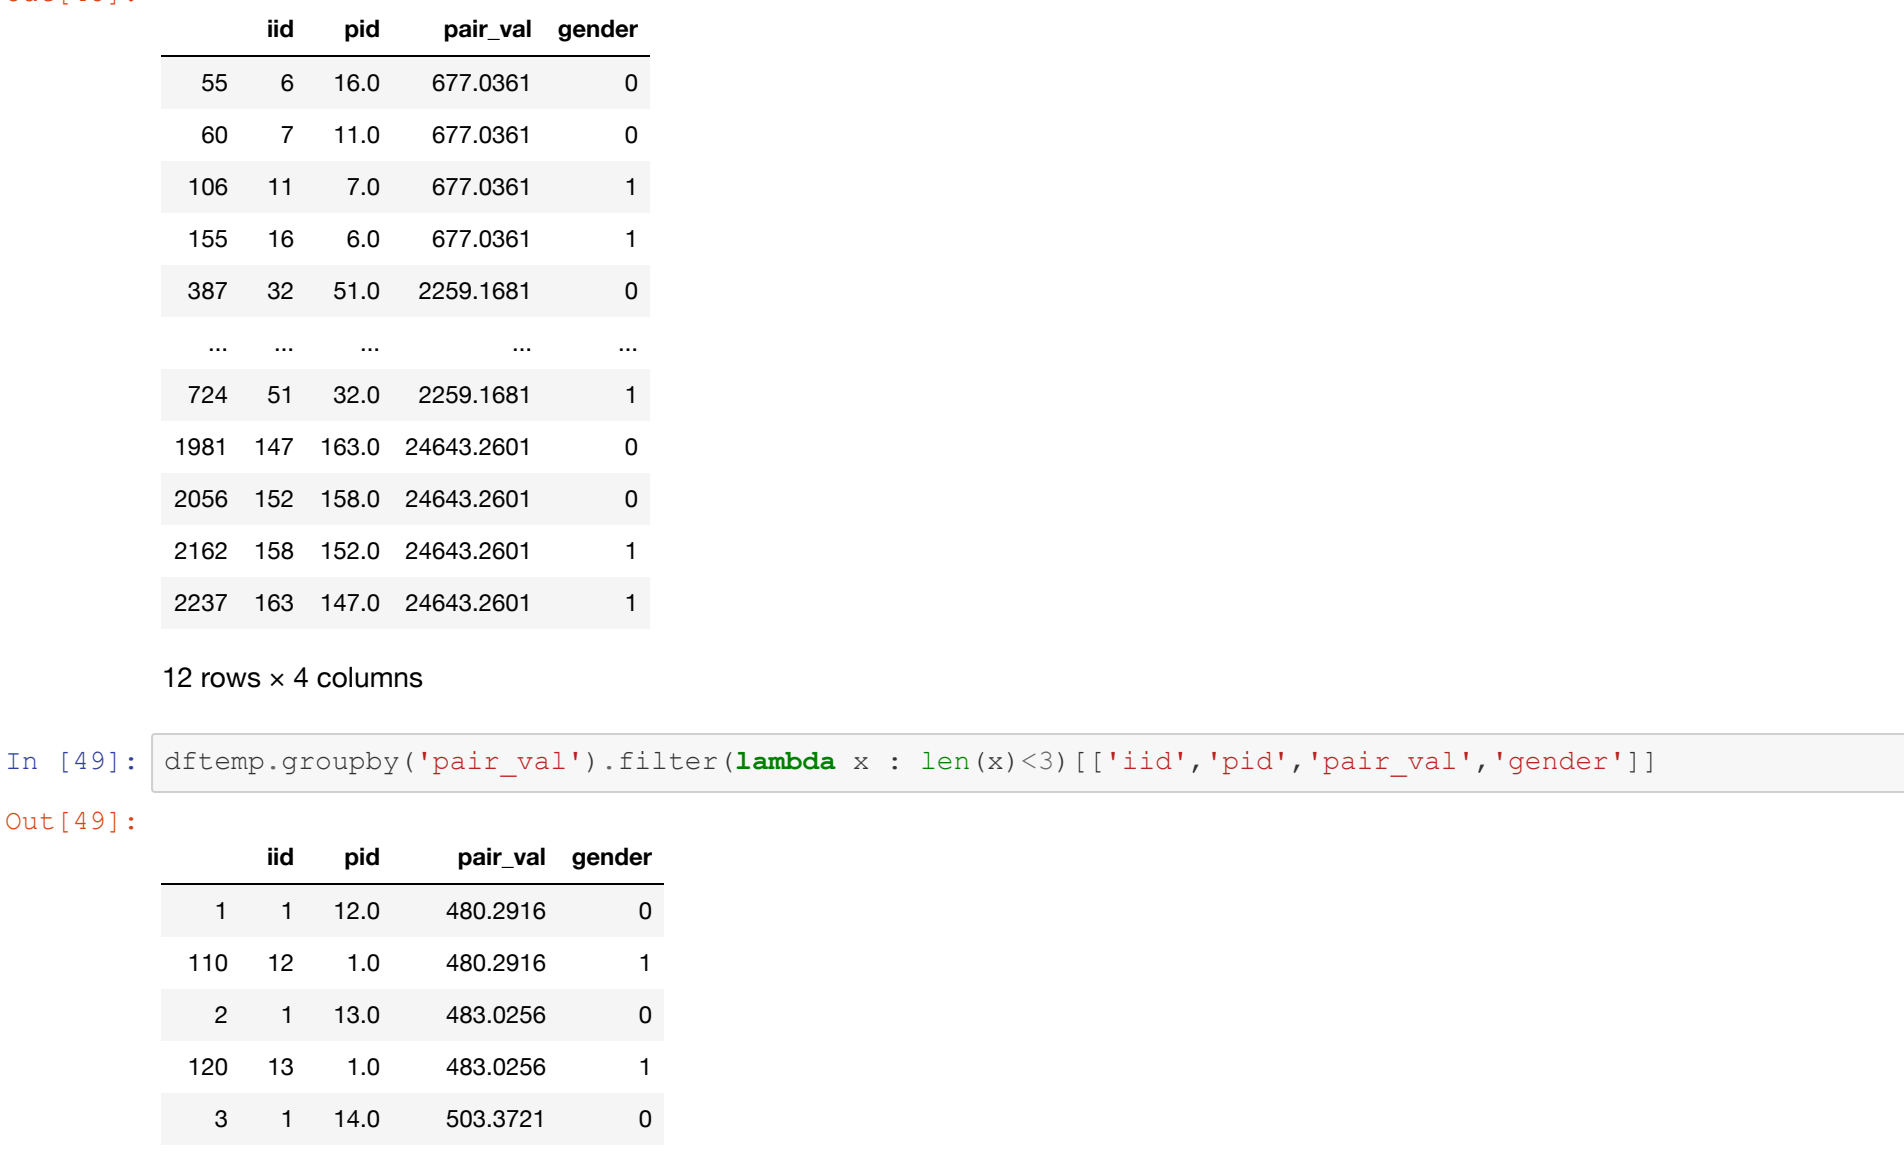 iid pid pair_val gender
55 6 16.0 677.0361 0
60 7 11.0 677.0361 0
106 11 7.0 677.0361 1
155 16 6.0 677.0361 1
387 32 51.0 2259.1681 0
... ... ... ... ...
724 51 32.0 2259.1681 1
1981 147 163.0 24643.2601 0
2056 152 158.0 24643.2601 0
2162 158 152.0 24643.2601 1
2237 163 147.0 24643.2601 1
12 rows × 4 columns
In [49]: dftemp.groupby('pair_val').filter(lambda x : len(x)<3)[['iid','pid','pair_val','gender']]
Out[49]:
iid pid pair_val gender
1 1 12.0 480.2916 0
110 12 1.0 480.2916 1
2 1 13.0 483.0256 0
120 13 1.0 483.0256 1
3 1 14.0 503.3721 0